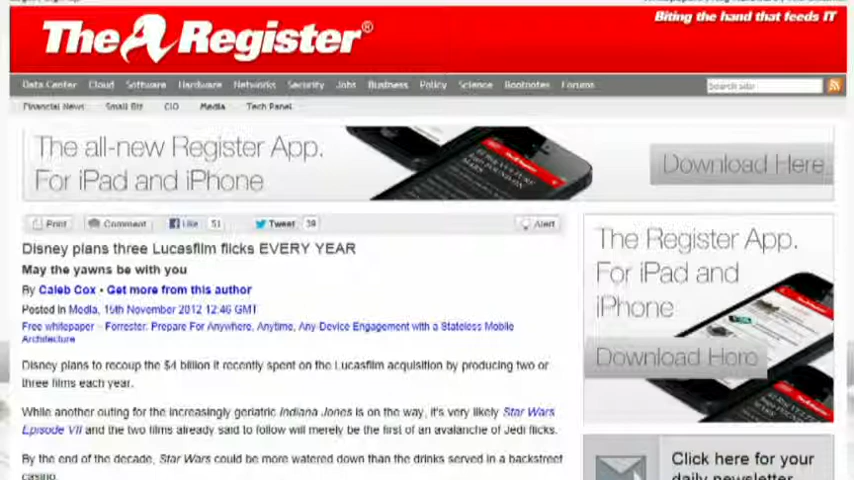 The Register®
Biting the hand that feeds IT
Data Center Cloud Software Hardware Networks Security Jobs Business Policy Science Bootnotes Forums
Search site
Financial News Small Biz CIO Media Tech Panel
The all-new Register App.
For iPad and iPhone
Download Here
Print Comment Like 51 Tweet 39 Alert
Disney plans three Lucasfilm flicks EVERY YEAR
May the yawns be with you
By Caleb Cox • Get more from this author
Posted in Media, 15th November 2012 12:46 GMT
Free whitepaper – Forrester: Prepare For Anywhere, Anytime, Any-Device Engagement with a Stateless Mobile
Architecture
Disney plans to recoup the $4 billion it recently spent on the Lucasfilm acquisition by producing two or
three films each year.
While another outing for the increasingly geriatric Indiana Jones is on the way, it's very likely Star Wars
Episode VII and the two films already said to follow will merely be the first of an avalanche of Jedi flicks.
By the end of the decade, Star Wars could be more watered down than the drinks served in a backstreet
casino.
The Register App.
For iPad and
iPhone
Download Here
Click here for your
daily newsletter